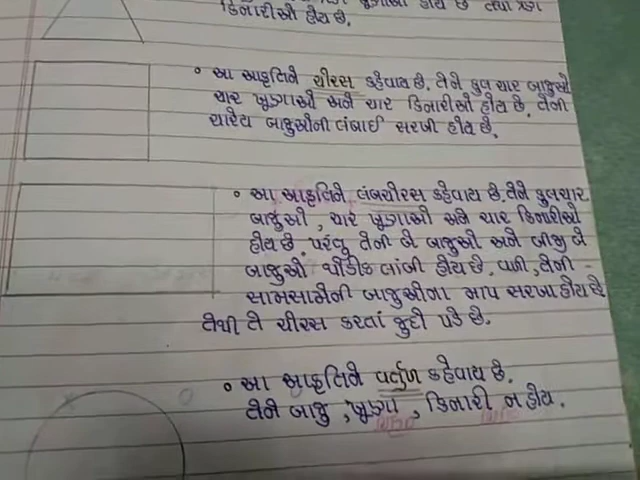 કિનારીઓ હોય છે.
આ આકૃતિને ચોરસ કહેવાય છે. તેને કુલ ચાર બાજુઓ
ચાર ખૂણાઓ અને ચાર કિનારીઓ હોય છે. તેની
ચારેય બાજુઓની લંબાઈ સરખી હોય છે.
આ આકૃતિને લંબચોરસ કહેવાય છે. તેને કુલ ચાર
બાજુઓ, ચાર ખૂણાઓ અને ચાર કિનારીઓ
હોય છે. પરંતુ તેની બે બાજુઓ અને બીજી બે
બાજુઓ થોડીક લાંબી હોય છે. વળી, તેની
સામસામેની બાજુઓના માપ સરખા હોય છે
તેથી તે ચોરસ કરતાં જુદો પડે છે.
આ આકૃતિને વર્તુળ કહેવાય છે.
તેને બાજુ, ખૂણા, કિનારી ન હોય.